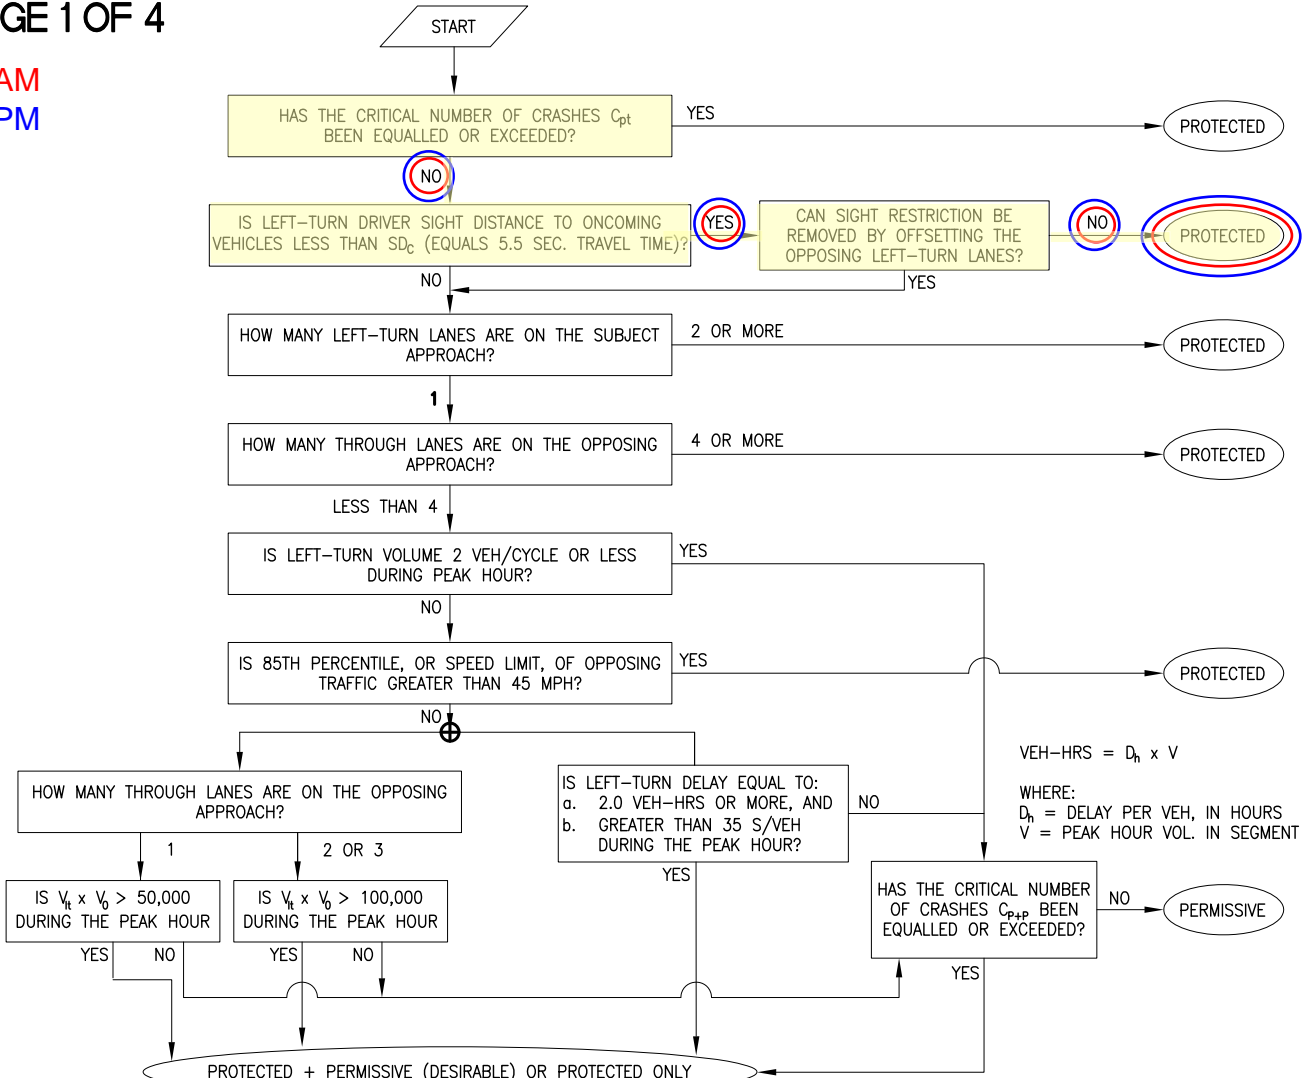 GE 1 OF 4
AM
PM
START
HAS THE CRITICAL NUMBER OF CRASHES Cpt
BEEN EQUALLED OR EXCEEDED?
YES
PROTECTED
NO
IS LEFT-TURN DRIVER SIGHT DISTANCE TO ONCOMING
VEHICLES LESS THAN SDC (EQUALS 5.5 SEC. TRAVEL TIME)?
YES
CAN SIGHT RESTRICTION BE
REMOVED BY OFFSETTING THE
OPPOSING LEFT-TURN LANES?
NO
PROTECTED
NO
YES
HOW MANY LEFT-TURN LANES ARE ON THE SUBJECT
APPROACH?
2 OR MORE
PROTECTED
1
HOW MANY THROUGH LANES ARE ON THE OPPOSING
APPROACH?
4 OR MORE
PROTECTED
LESS THAN 4
IS LEFT-TURN VOLUME 2 VEH/CYCLE OR LESS
DURING PEAK HOUR?
YES
NO
IS 85TH PERCENTILE, OR SPEED LIMIT, OF OPPOSING
TRAFFIC GREATER THAN 45 MPH?
YES
PROTECTED
NO
VEH-HRS = Dh x V
WHERE:
Dh = DELAY PER VEH, IN HOURS
V = PEAK HOUR VOL. IN SEGMENT
HOW MANY THROUGH LANES ARE ON THE OPPOSING
APPROACH?
IS LEFT-TURN DELAY EQUAL TO:
a. 2.0 VEH-HRS OR MORE, AND
b. GREATER THAN 35 S/VEH
DURING THE PEAK HOUR?
NO
YES
1
2 OR 3
IS Vlt x Vo > 50,000
DURING THE PEAK HOUR
IS Vlt x Vo > 100,000
DURING THE PEAK HOUR
HAS THE CRITICAL NUMBER
OF CRASHES CP+P BEEN
EQUALLED OR EXCEEDED?
NO
PERMISSIVE
YES
NO
YES
NO
YES
PROTECTED + PERMISSIVE (DESIRABLE) OR PROTECTED ONLY